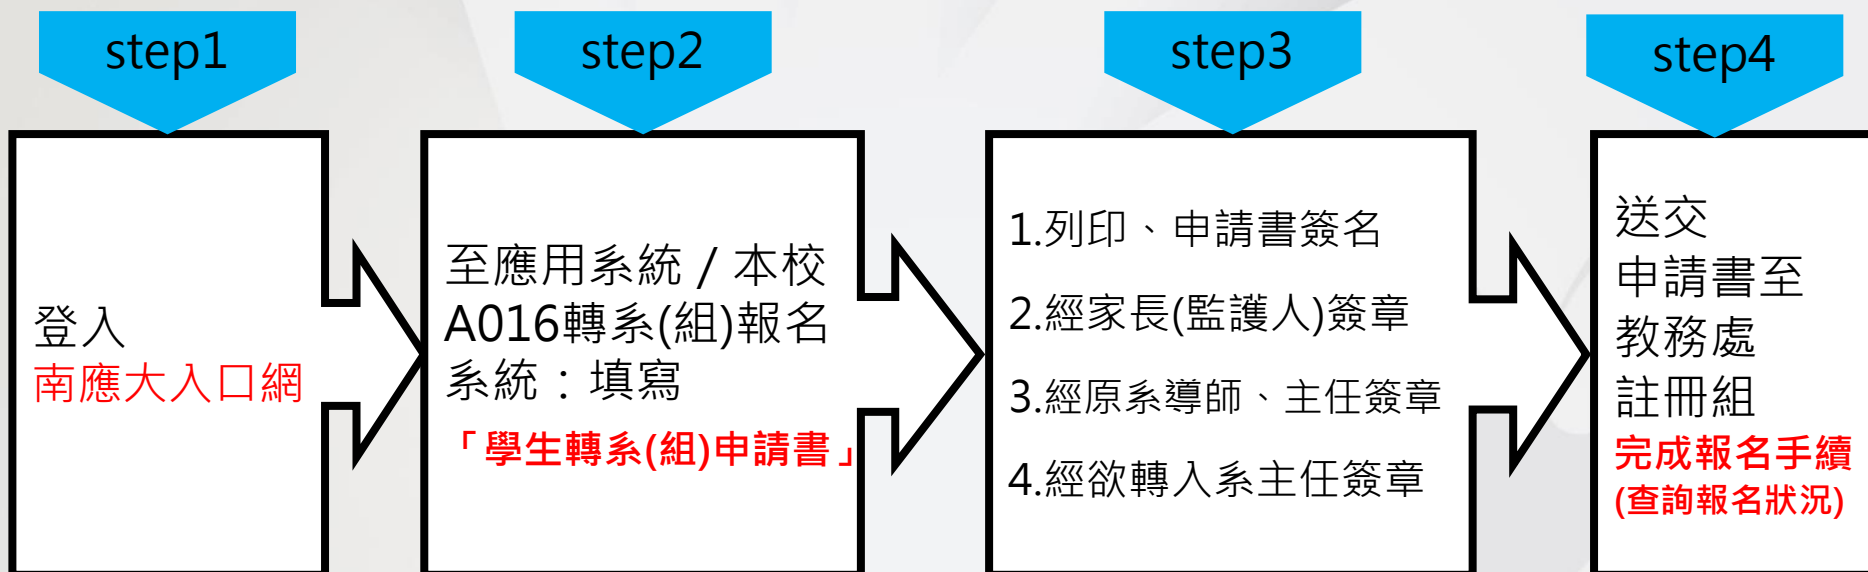 step1
登入
南應大入口網
step2
至應用系統 / 本校
A016轉系(組)報名
系統：填寫
「學生轉系(組)申請書」
step3
1.列印、申請書簽名
2.經家長(監護人)簽章
3.經原系導師、主任簽章
4.經欲轉入系主任簽章
step4
送交
申請書至
教務處
註冊組
完成報名手續
(查詢報名狀況)